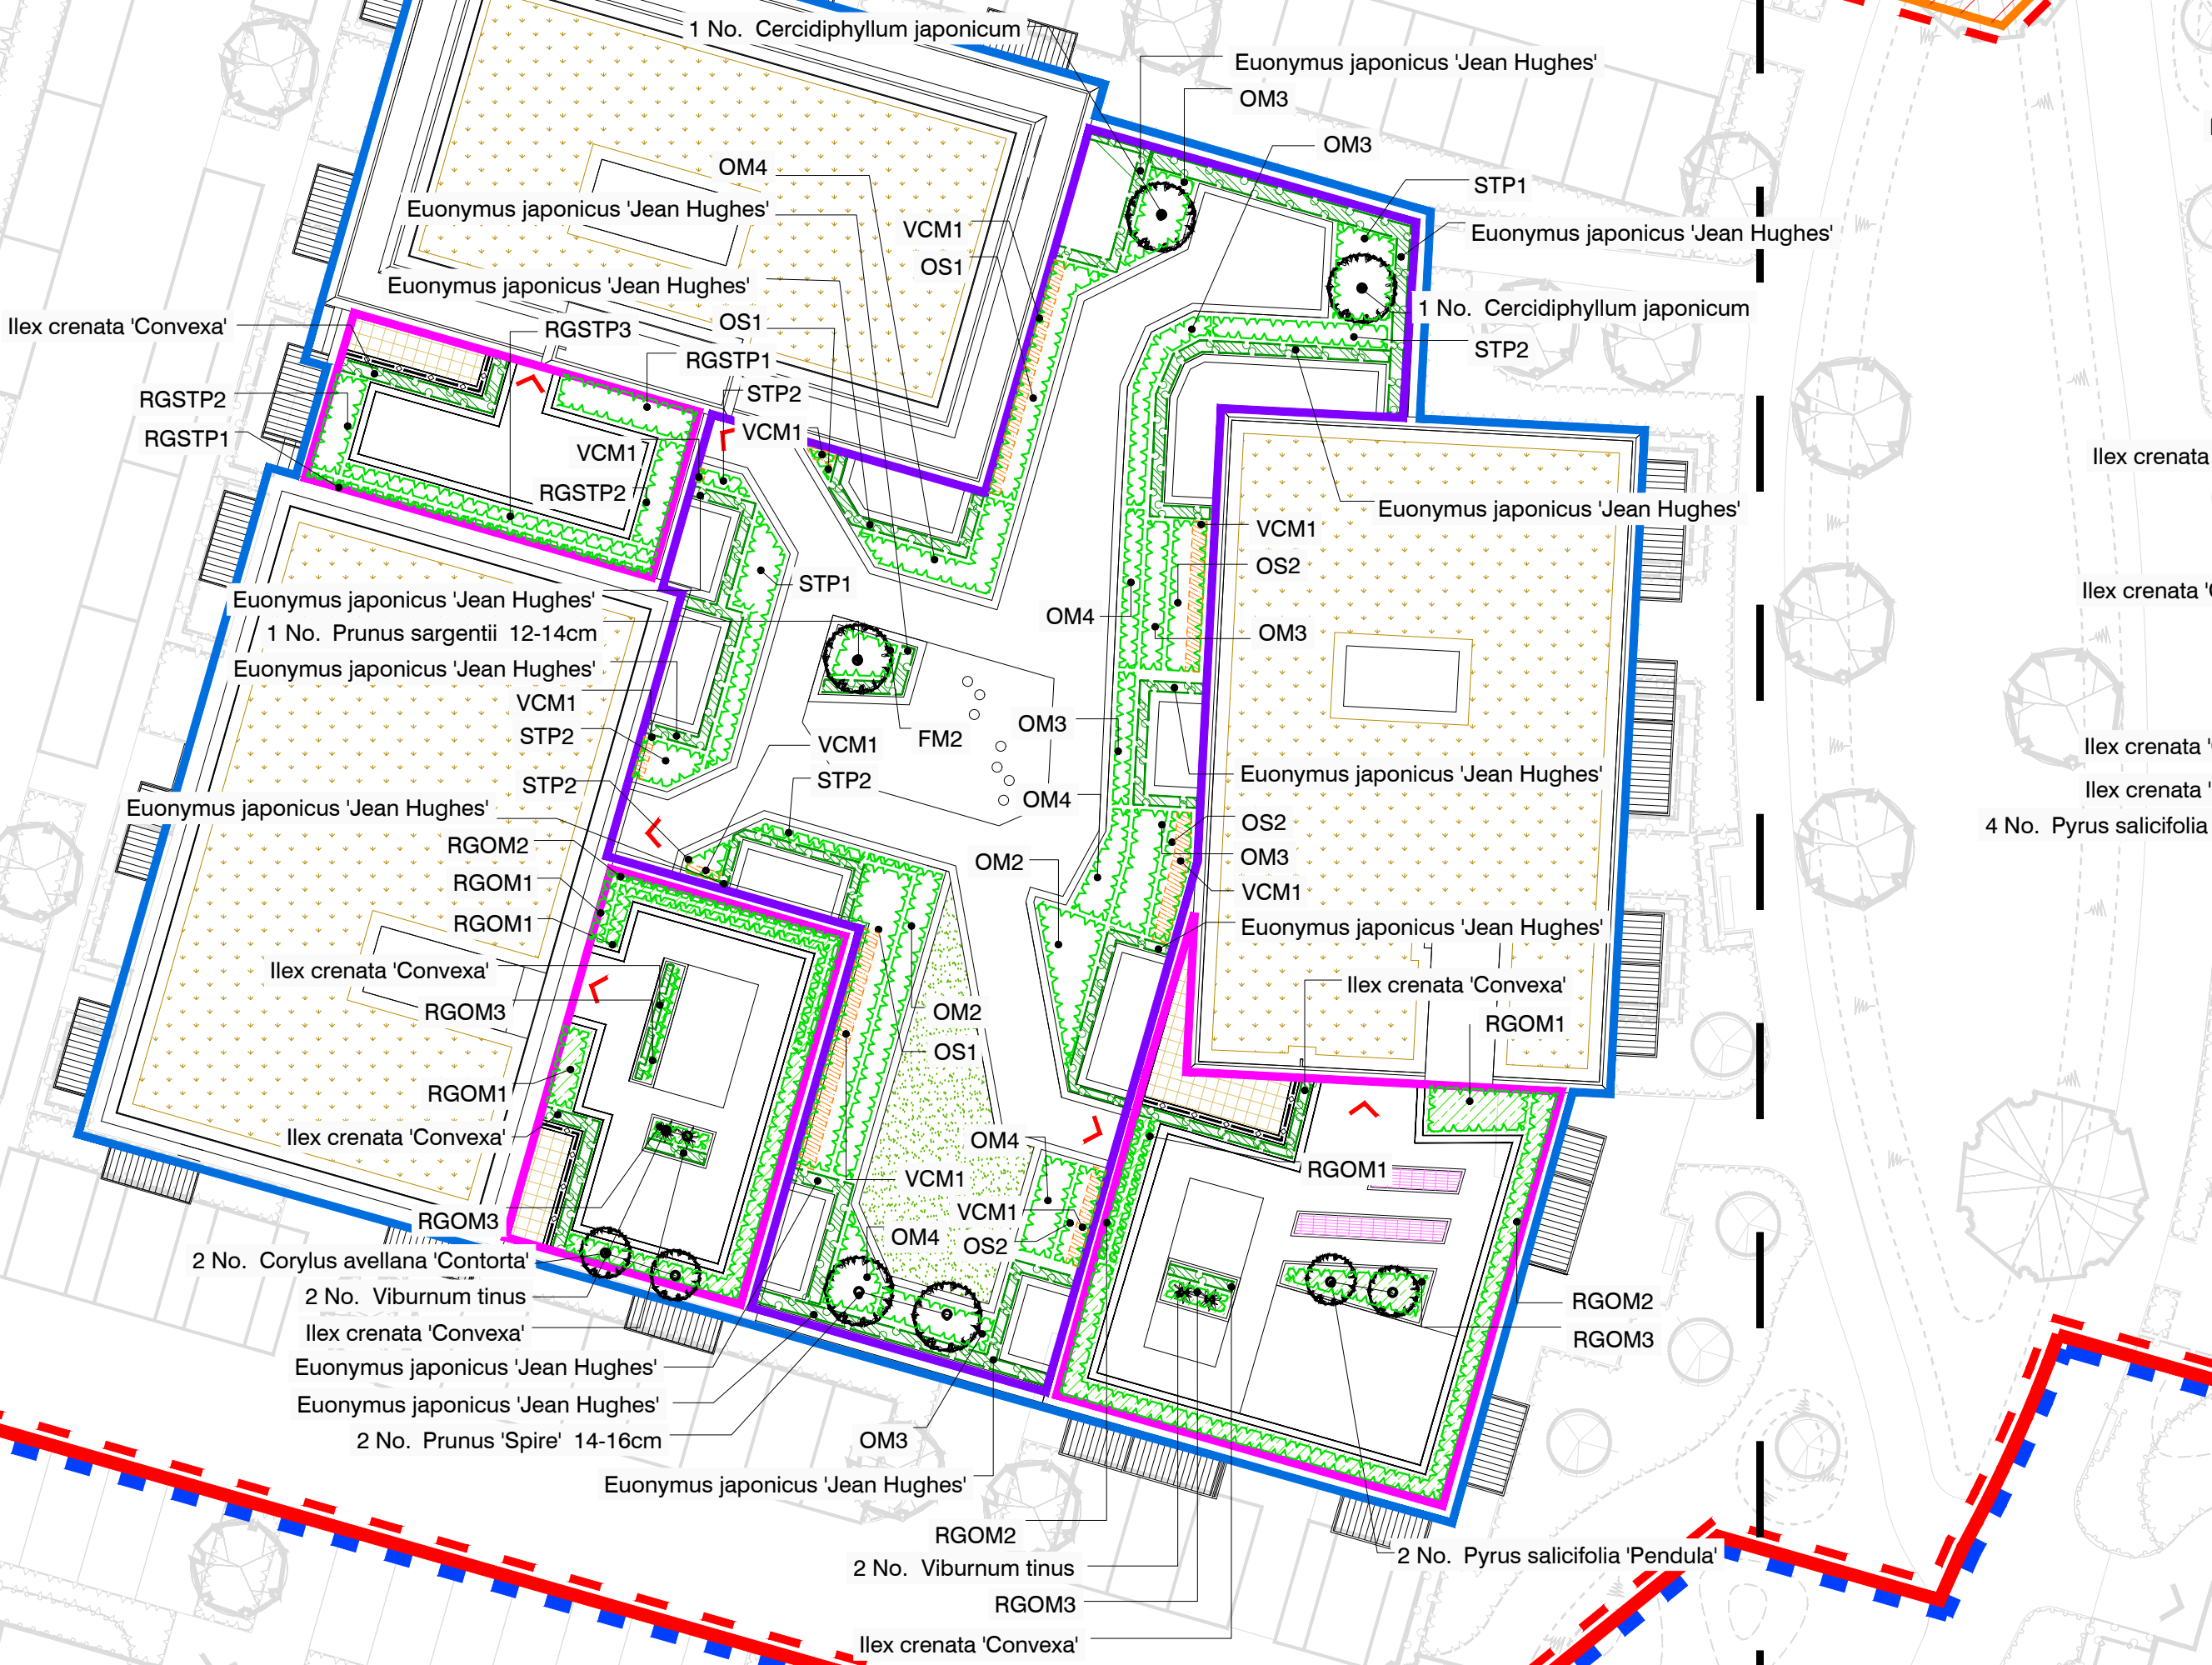 1 No. Cercidiphyllum japonicum
Euonymus japonicus 'Jean Hughes'
OM3
OM3
OM4
STP1
Euonymus japonicus 'Jean Hughes'
VCM1
Euonymus japonicus 'Jean Hughes'
OS1
Euonymus japonicus 'Jean Hughes'
1 No. Cercidiphyllum japonicum
Ilex crenata 'Convexa'
RGSTP3
OS1
STP2
RGSTP1
STP2
RGSTP2
VCM1
RGSTP1
VCM1
Ilex crenata
RGSTP2
Euonymus japonicus 'Jean Hughes'
VCM1
OS2
STP1
Ilex crenata
Euonymus japonicus 'Jean Hughes'
OM4
1 No. Prunus sargentii 12-14cm
OM3
Euonymus japonicus 'Jean Hughes'
VCM1
OM3
STP2
FM2
VCM1
Ilex crenata
Euonymus japonicus 'Jean Hughes'
STP2
STP2
OM4
Ilex crenata
Euonymus japonicus 'Jean Hughes'
OS2
4 No. Pyrus salicifolia
RGOM2
OM3
OM2
RGOM1
VCM1
RGOM1
Euonymus japonicus 'Jean Hughes'
Ilex crenata 'Convexa'
Ilex crenata 'Convexa'
RGOM3
OM2
RGOM1
OS1
RGOM1
Ilex crenata 'Convexa'
OM4
RGOM1
VCM1
VCM1
RGOM3
OM4
OS2
2 No. Corylus avellana 'Contorta'
2 No. Viburnum tinus
RGOM2
Ilex crenata 'Convexa'
RGOM3
Euonymus japonicus 'Jean Hughes'
Euonymus japonicus 'Jean Hughes'
2 No. Prunus 'Spire' 14-16cm
OM3
Euonymus japonicus 'Jean Hughes'
RGOM2
2 No. Pyrus salicifolia 'Pendula'
2 No. Viburnum tinus
RGOM3
Ilex crenata 'Convexa'